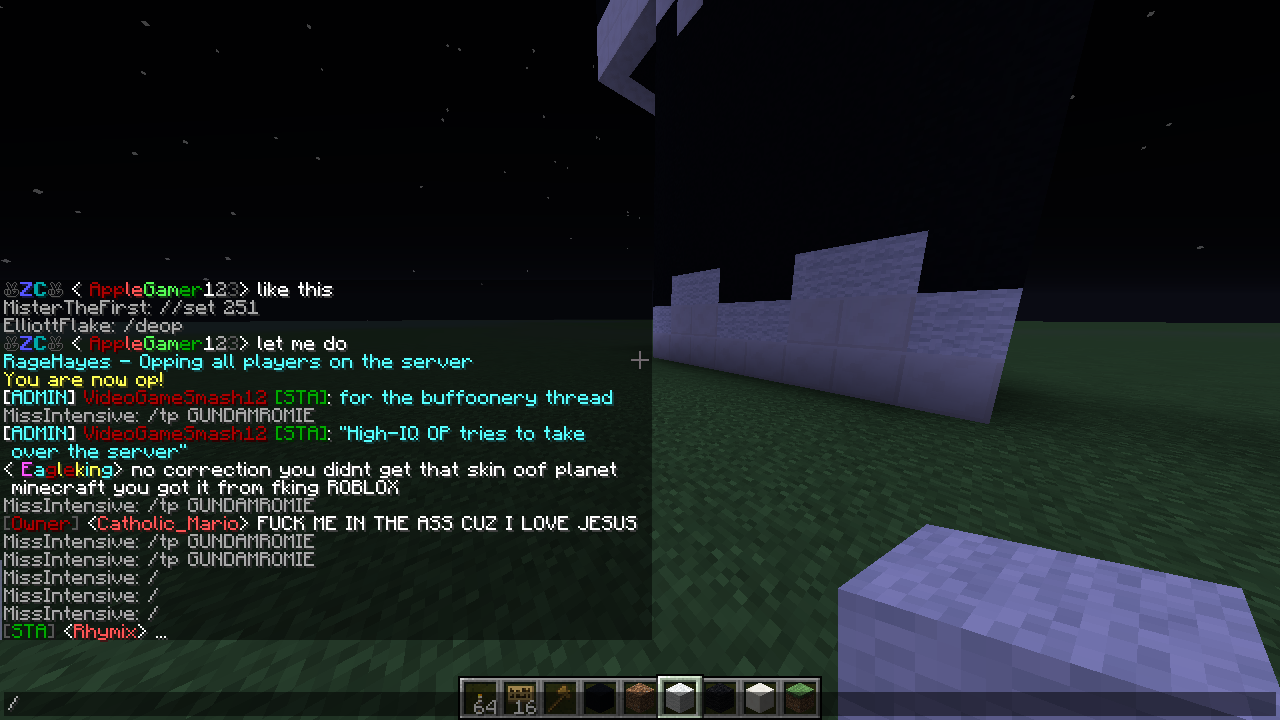 ZC < AppleGamer123> like this
MisterTheFirst: //set 251
ElliottFlake: /deop
ZC < AppleGamer123> let me do
RageHayes - Opping all players on the server
You are now op!
[ADMIN] VideoGameSmash12 [STA]: for the buffoonery thread
MissIntensive: /tp GUNDAMROMIE
[ADMIN] VideoGameSmash12 [STA]: "High-IQ OP tries to take
over the server"
< Eagleking> no correction you didnt get that skin oof planet
minecraft you got it from fking ROBLOX
MissIntensive: /tp GUNDAMROMIE
[Owner] <Catholic_Mario> FUCK ME IN THE ASS CUZ I LOVE JESUS
MissIntensive: /tp GUNDAMROMIE
MissIntensive: /tp GUNDAMROMIE
MissIntensive: /
MissIntensive: /
MissIntensive: /
[STA] <Rhymix> ...
64 16
/